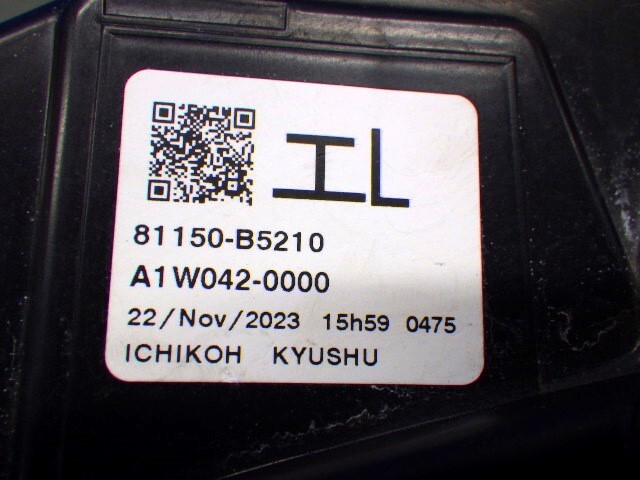 エL
81150-B5210
A1W042-0000
22/Nov/2023 15h59 0475
ICHIKOH KYUSHU